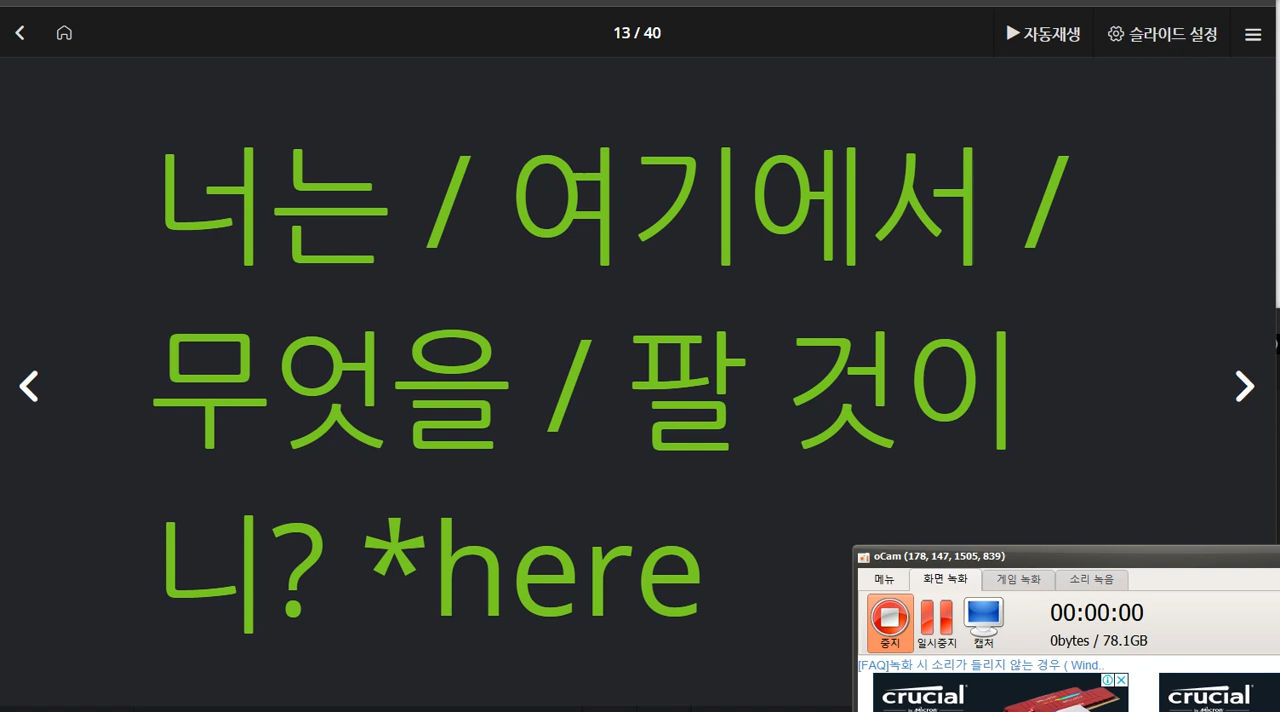 13 / 40
▶ 자동재생
슬라이드 설정
너는 / 여기에서 /
무엇을 / 팔 것이
니? *here
oCam (178, 147, 1505, 839)
메뉴 화면 녹화 게임 녹화 소리 녹음
중지 일시중지 캡처
00:00:00
0bytes / 78.1GB
[FAQ]녹화 시 소리가 들리지 않는 경우 ( Wind..
crucial crucial
by Micron by Micron